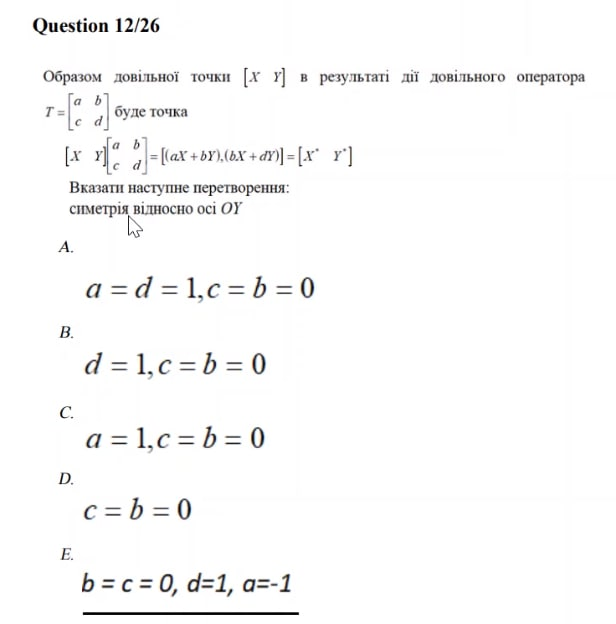 Question 12/26
Образом довільної точки [X Y] в результаті дії довільного оператора
T = [a b; c d] буде точка
[X Y][a b; c d] = [(aX + bY),(bX + dY)] = [X* Y*]
Вказати наступне перетворення:
симетрія відносно осі OY
A.
a = d = 1, c = b = 0
B.
d = 1, c = b = 0
C.
a = 1, c = b = 0
D.
c = b = 0
E.
b = c = 0, d=1, a=-1